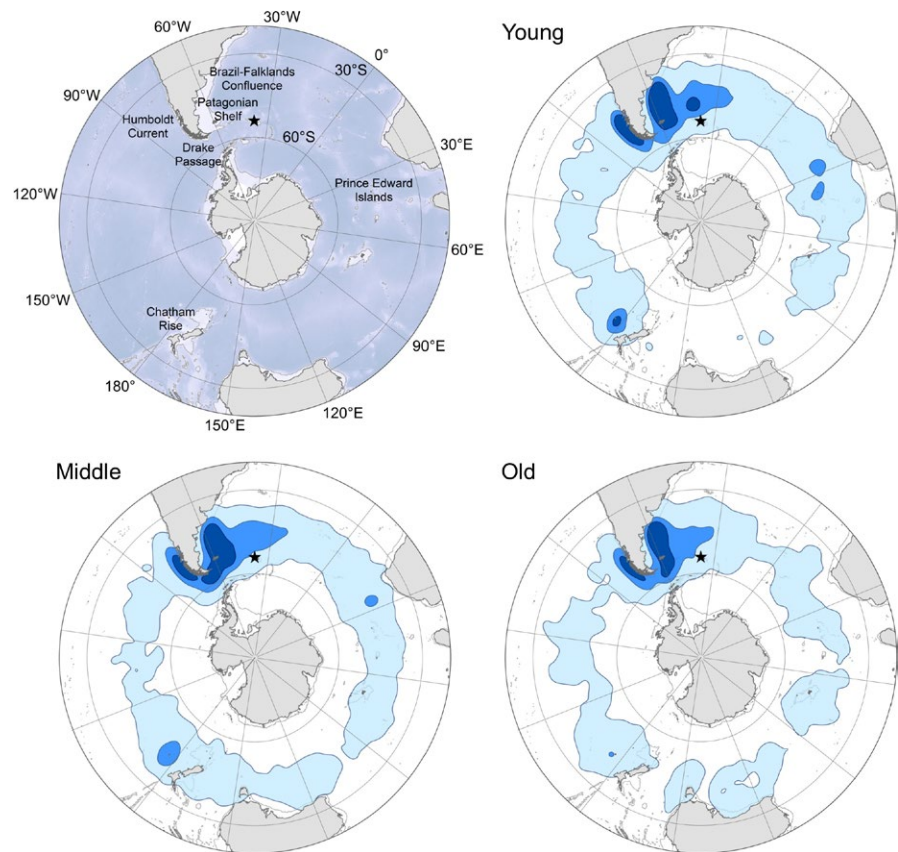 60°W
30°W
0°
Young
Brazil-Falklands
Confluence
30°S
90°W
Patagonian
Shelf
Humboldt
Current
60°S
30°E
Drake
Passage
120°W
Prince Edward
Islands
60°E
150°W
Chatham
Rise
90°E
180°
120°E
150°E
Middle
Old